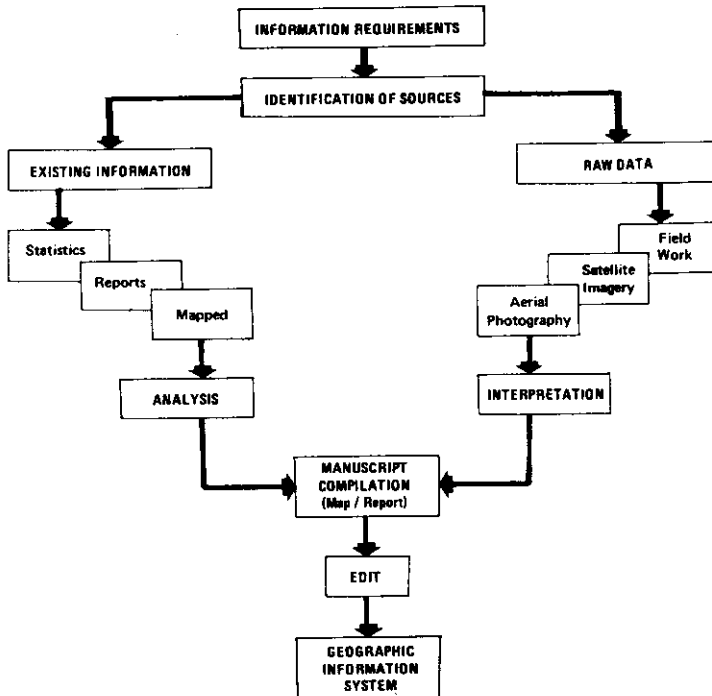 INFORMATION REQUIREMENTS
IDENTIFICATION OF SOURCES
EXISTING INFORMATION
RAW DATA
Statistics
Reports
Mapped
Field
Work
Satellite
Imagery
Aerial
Photography
ANALYSIS
INTERPRETATION
MANUSCRIPT
COMPILATION
(Map / Report)
EDIT
GEOGRAPHIC
INFORMATION
SYSTEM